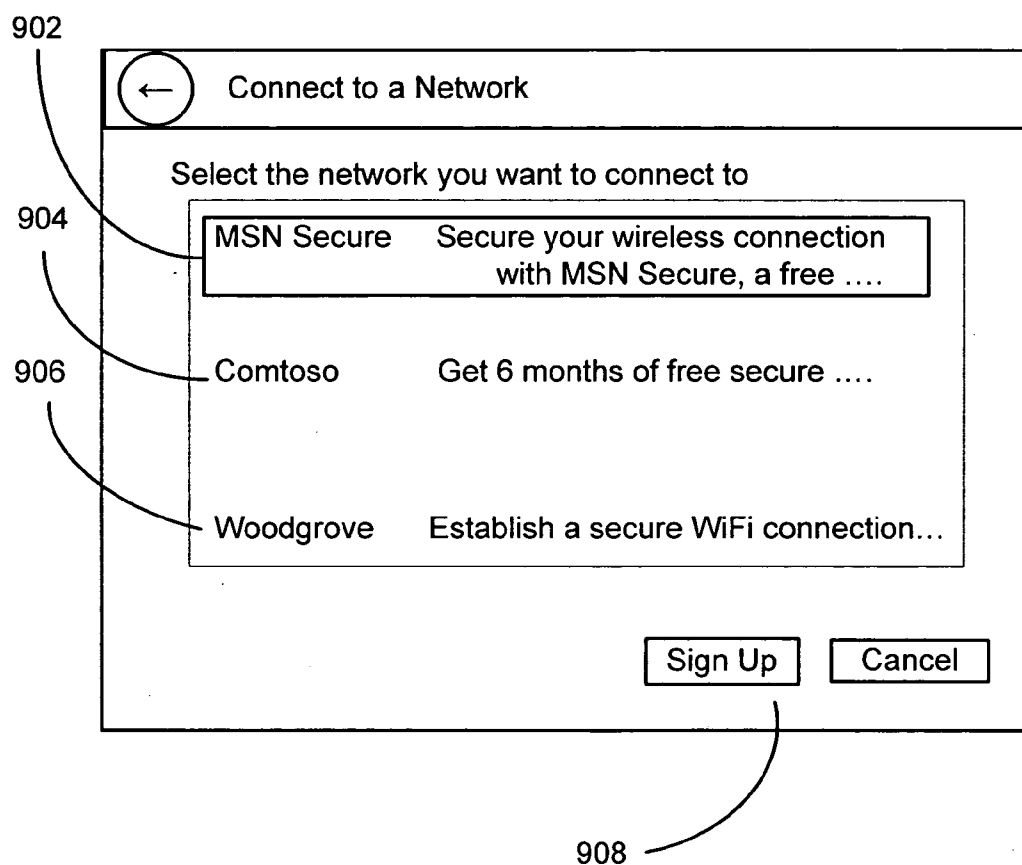 902
← Connect to a Network
Select the network you want to connect to
904
MSN Secure Secure your wireless connection
with MSN Secure, a free ....
906
Comtoso Get 6 months of free secure ....
Woodgrove Establish a secure WiFi connection...
Sign Up Cancel
908